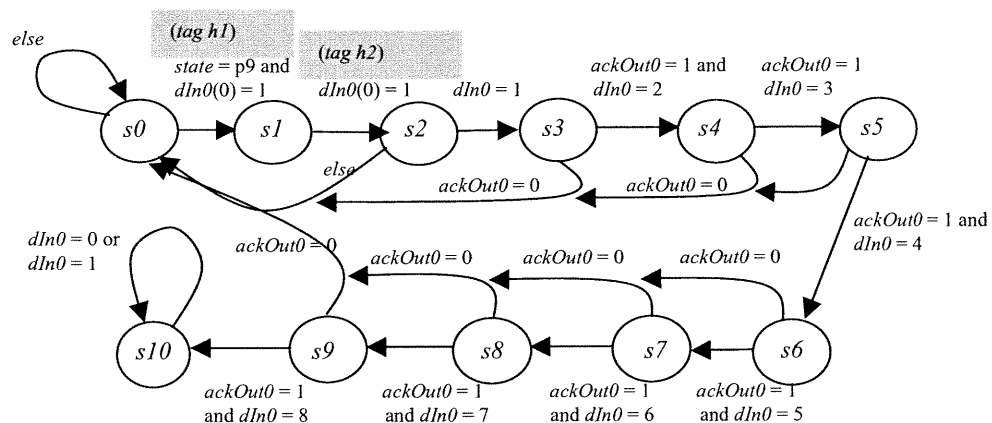 else
(tag h1)
(tag h2)
state = p9 and
dIn0(0) = 1
dIn0(0) = 1
dIn0 = 1
ackOut0 = 1 and
dIn0 = 2
ackOut0 = 1
dIn0 = 3
s0
s1
s2
s3
s4
s5
else
ackOut0 = 0
ackOut0 = 0
ackOut0 = 1 and
dIn0 = 4
dIn0 = 0 or
dIn0 = 1
ackOut0 = 0
ackOut0 = 0
ackOut0 = 0
ackOut0 = 0
s10
s9
s8
s7
s6
ackOut0 = 1
and dIn0 = 8
ackOut0 = 1
and dIn0 = 7
ackOut0 = 1
and dIn0 = 6
ackOut0 = 1
and dIn0 = 5